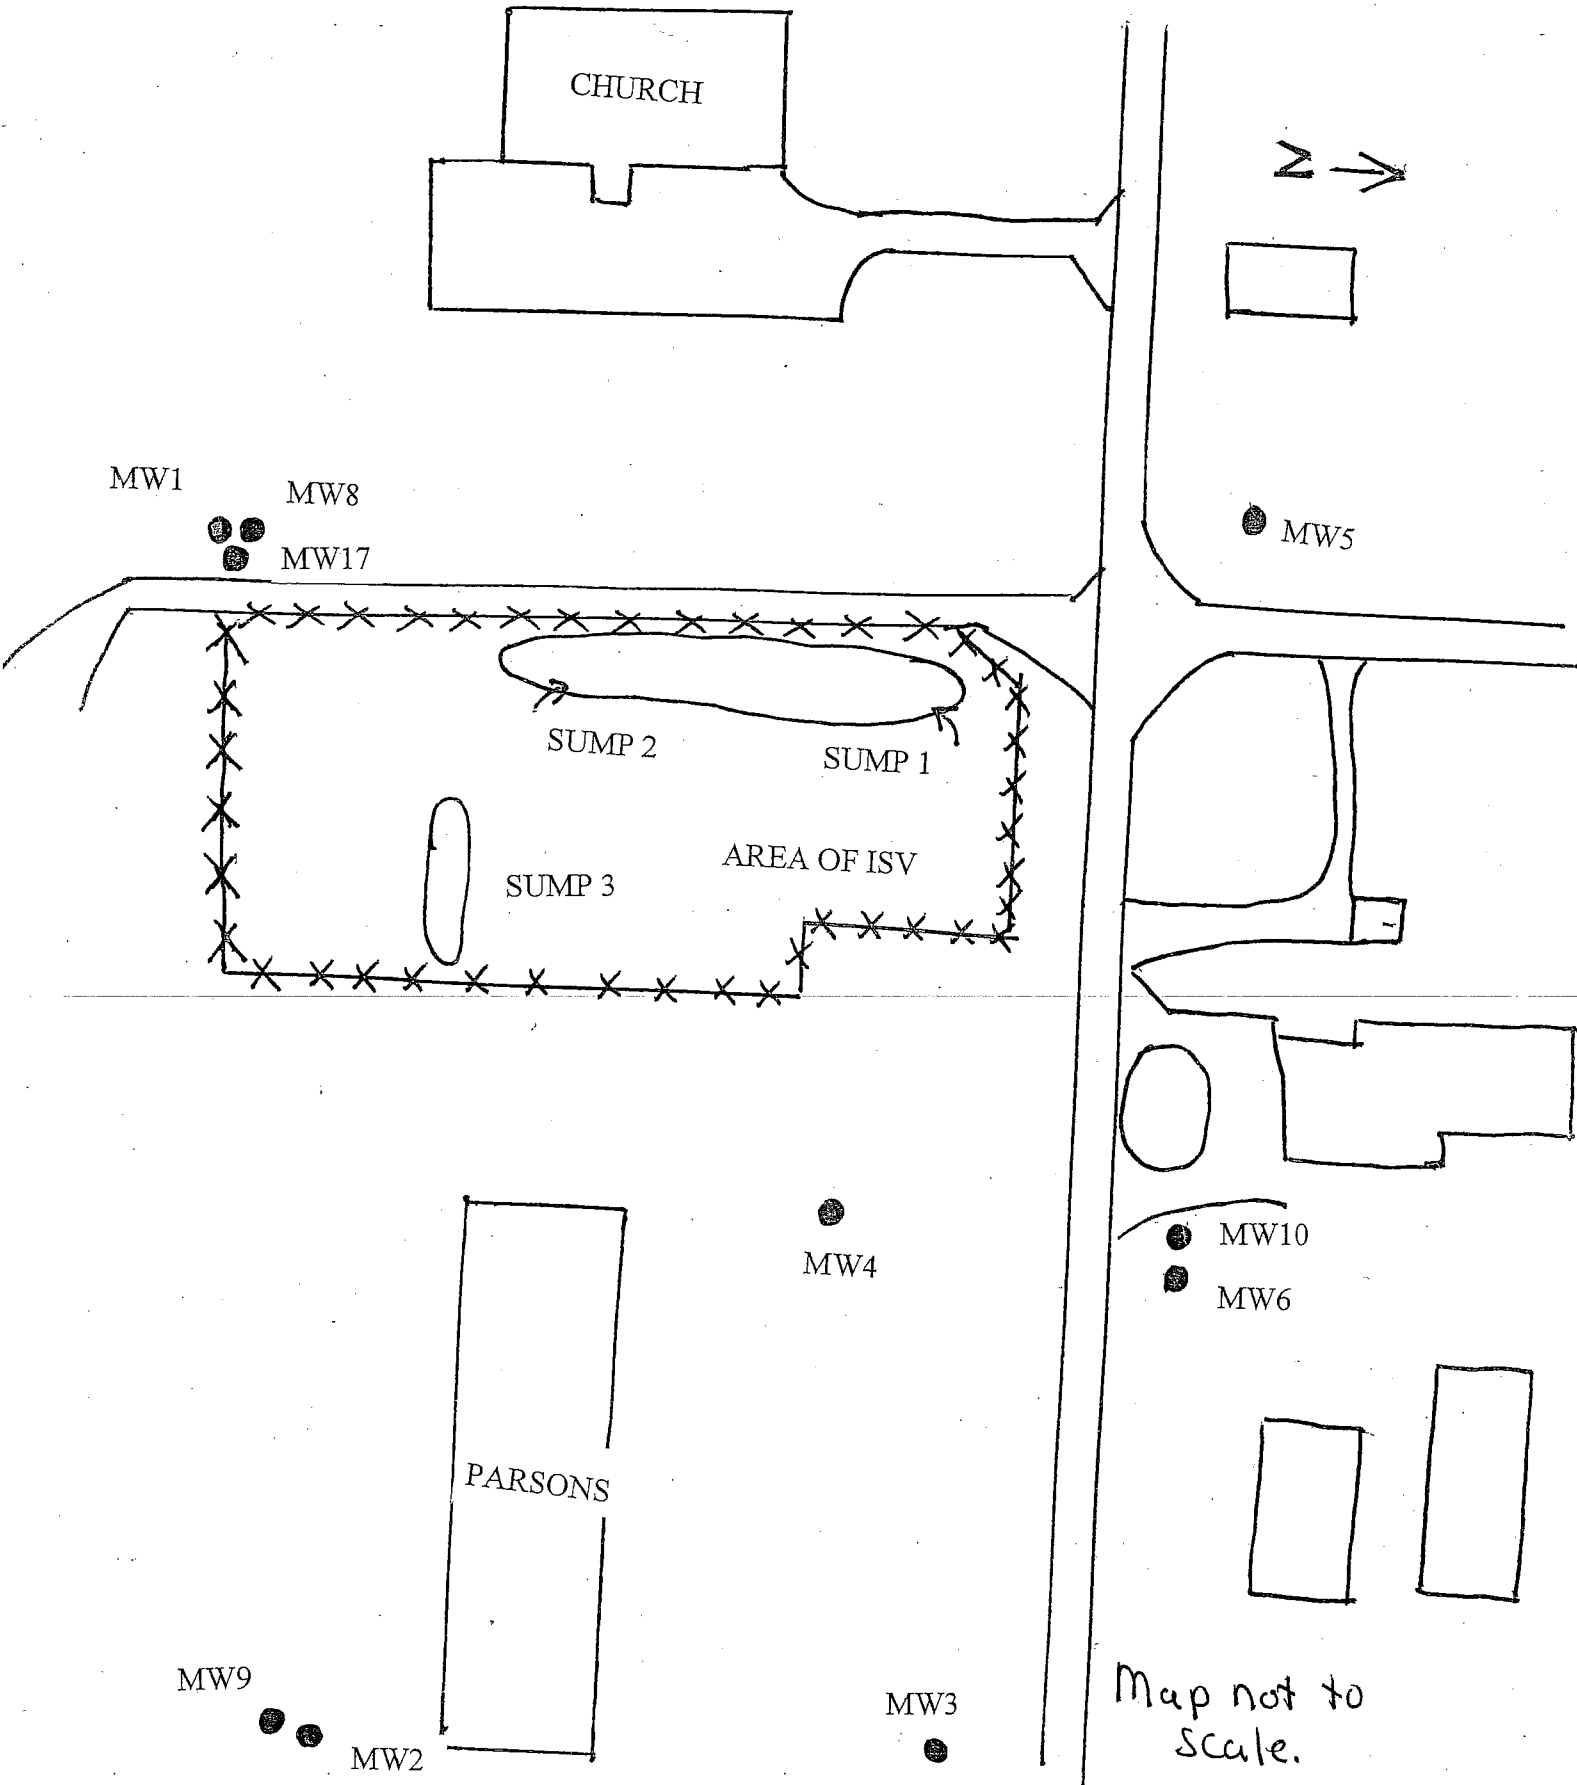 CHURCH
N
MW1
MW8
MW5
MW17
SUMP 2
SUMP 1
AREA OF ISV
SUMP 3
MW10
MW4
MW6
PARSONS
MW9
MW3
MW2
Map not to
scale.